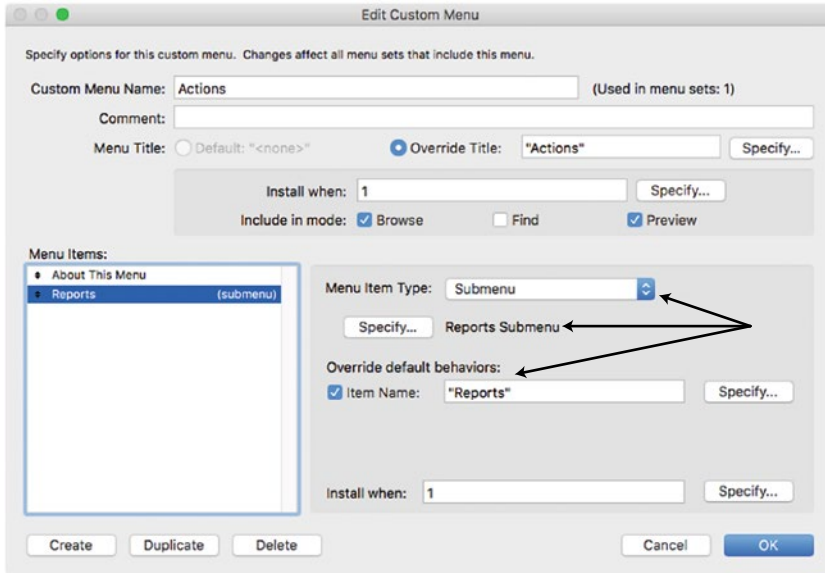 Edit Custom Menu
Specify options for this custom menu. Changes affect all menu sets that include this menu.
Custom Menu Name: Actions (Used in menu sets: 1)
Comment:
Menu Title: Default: "<none>" Override Title: "Actions" Specify...
Install when: 1 Specify...
Include in mode: Browse Find Preview
Menu Items:
About This Menu
Reports (submenu)
Menu Item Type: Submenu
Specify... Reports Submenu
Override default behaviors:
Item Name: "Reports" Specify...
Install when: 1 Specify...
Create Duplicate Delete Cancel OK